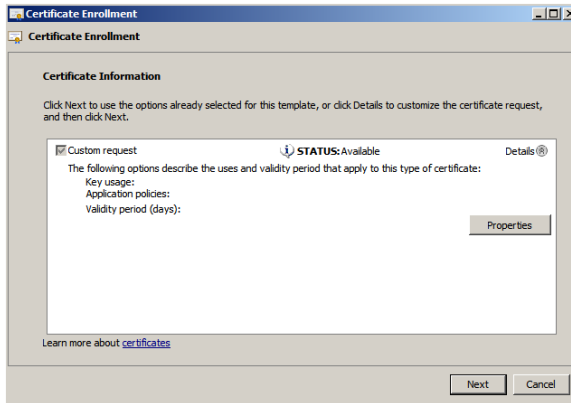 Certificate Enrollment
Certificate Enrollment
Certificate Information
Click Next to use the options already selected for this template, or click Details to customize the certificate request,
and then click Next.
Custom request STATUS: Available Details
The following options describe the uses and validity period that apply to this type of certificate:
Key usage:
Application policies:
Validity period (days):
Properties
Learn more about certificates
Next Cancel